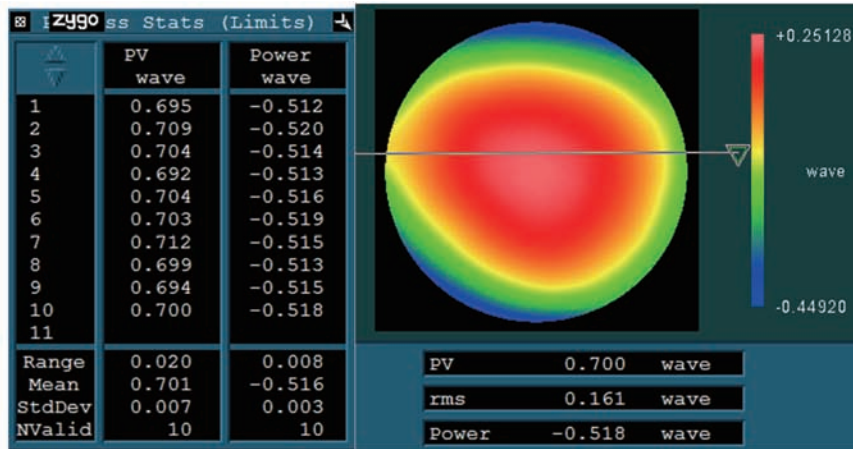 zygo ss Stats (Limits)
PV Power
wave wave
1 0.695 -0.512
2 0.709 -0.520
3 0.704 -0.514
4 0.692 -0.513
5 0.704 -0.516
6 0.703 -0.519
7 0.712 -0.515
8 0.699 -0.513
9 0.694 -0.515
10 0.700 -0.518
11
Range 0.020 0.008
Mean 0.701 -0.516
StdDev 0.007 0.003
NValid 10 10
+0.25128
wave
-0.44920
PV 0.700 wave
rms 0.161 wave
Power -0.518 wave